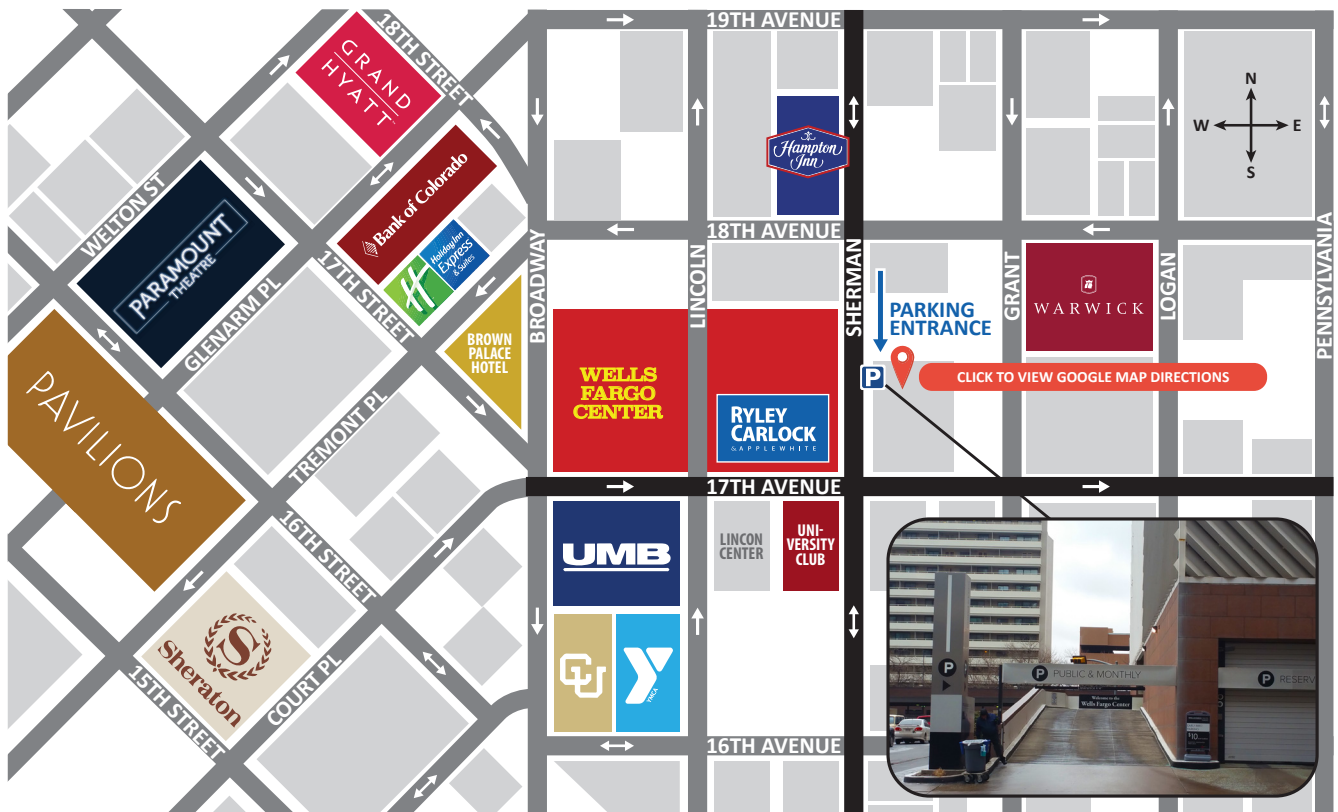 19TH AVENUE
18TH STREET
GRAND
HYATT
N
W E
S
Hampton
Inn
Bank of Colorado
WELTON ST
PARAMOUNT
THEATRE
Holiday Inn
Express
& Suites
H
17TH STREET
GLENARM PL
BROADWAY
18TH AVENUE
LINCOLN
SHERMAN
GRANT
LOGAN
PENNSYLVANIA
WARWICK
PARKING
ENTRANCE
BROWN
PALACE
HOTEL
WELLS
FARGO
CENTER
P
CLICK TO VIEW GOOGLE MAP DIRECTIONS
RYLEY
CARLOCK
& APPLEWHITE
PAVILIONS
TREMONT PL
17TH AVENUE
16TH STREET
UMB
LINCON
CENTER
UNI-
VERSITY
CLUB
Sheraton
S
15TH STREET
COURT PL
CU
Y
YMCA
16TH AVENUE
P
P PUBLIC & MONTHLY
P RESERV
Welcome to the
Wells Fargo Center
$10